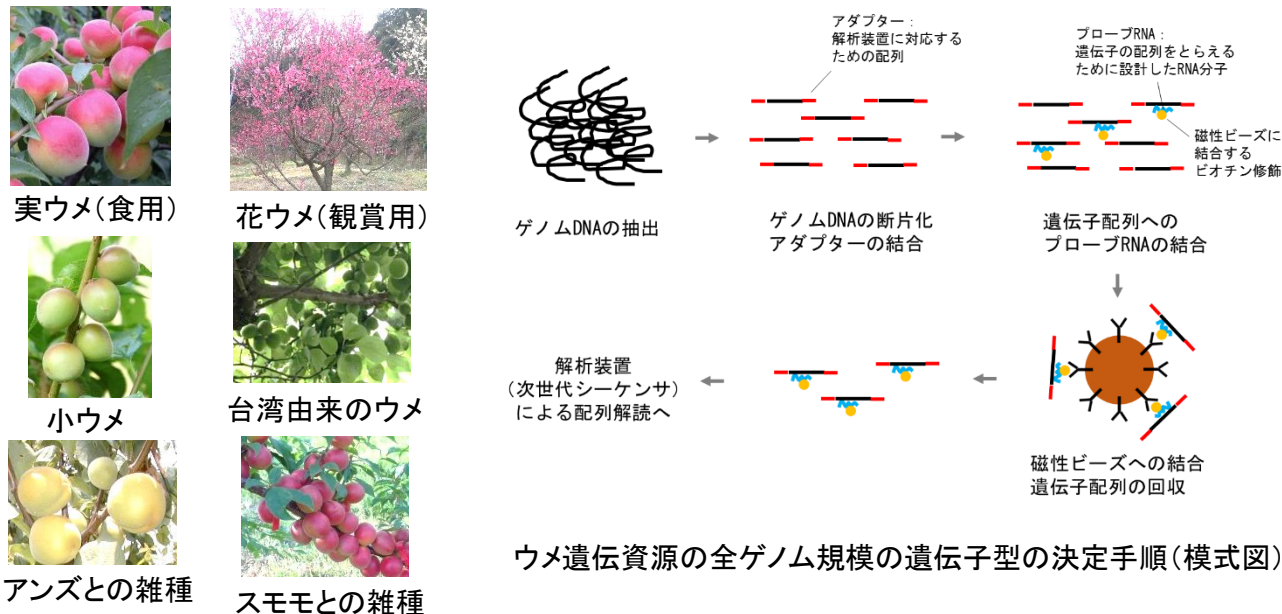 実ウメ(食用)
花ウメ(観賞用)
小ウメ
台湾由来のウメ
アンズとの雑種
スモモとの雑種
アダプター：
解析装置に対応する
ための配列
プローブRNA：
遺伝子の配列をとらえる
ために設計したRNA分子
磁性ビーズに
結合する
ビオチン修飾
ゲノムDNAの抽出
ゲノムDNAの断片化
アダプターの結合
遺伝子配列への
プローブRNAの結合
磁性ビーズへの結合
遺伝子配列の回収
解析装置
(次世代シーケンサ)
による配列解読へ
ウメ遺伝資源の全ゲノム規模の遺伝子型の決定手順(模式図)